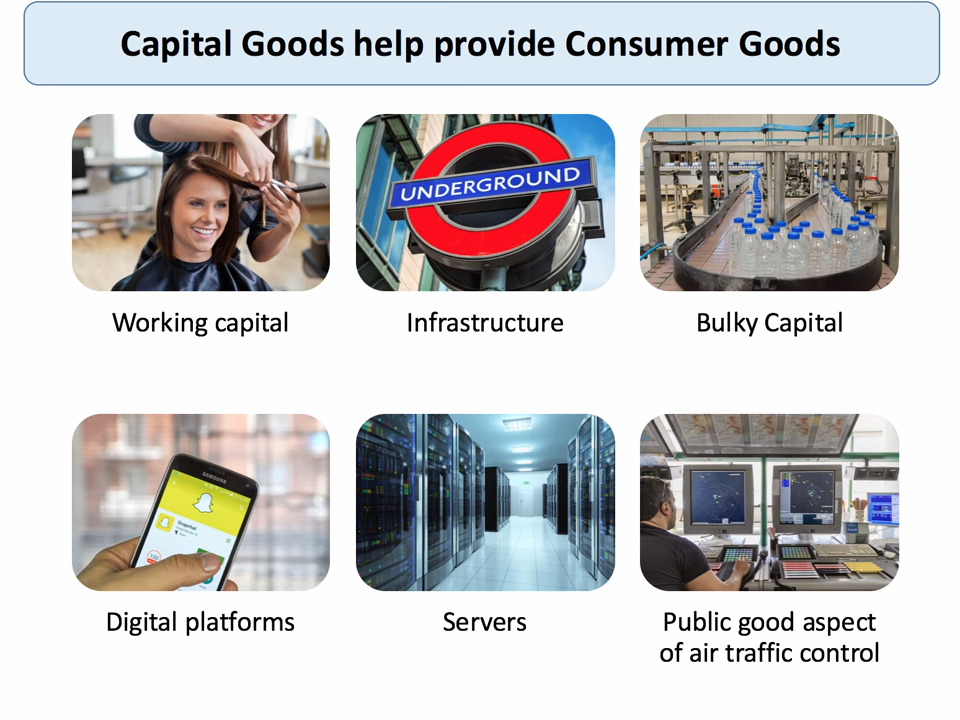 Capital Goods help provide Consumer Goods
UNDERGROUND
Working capital
Infrastructure
Bulky Capital
SAMSUNG
Snapchat
Digital platforms
Servers
Public good aspect
of air traffic control